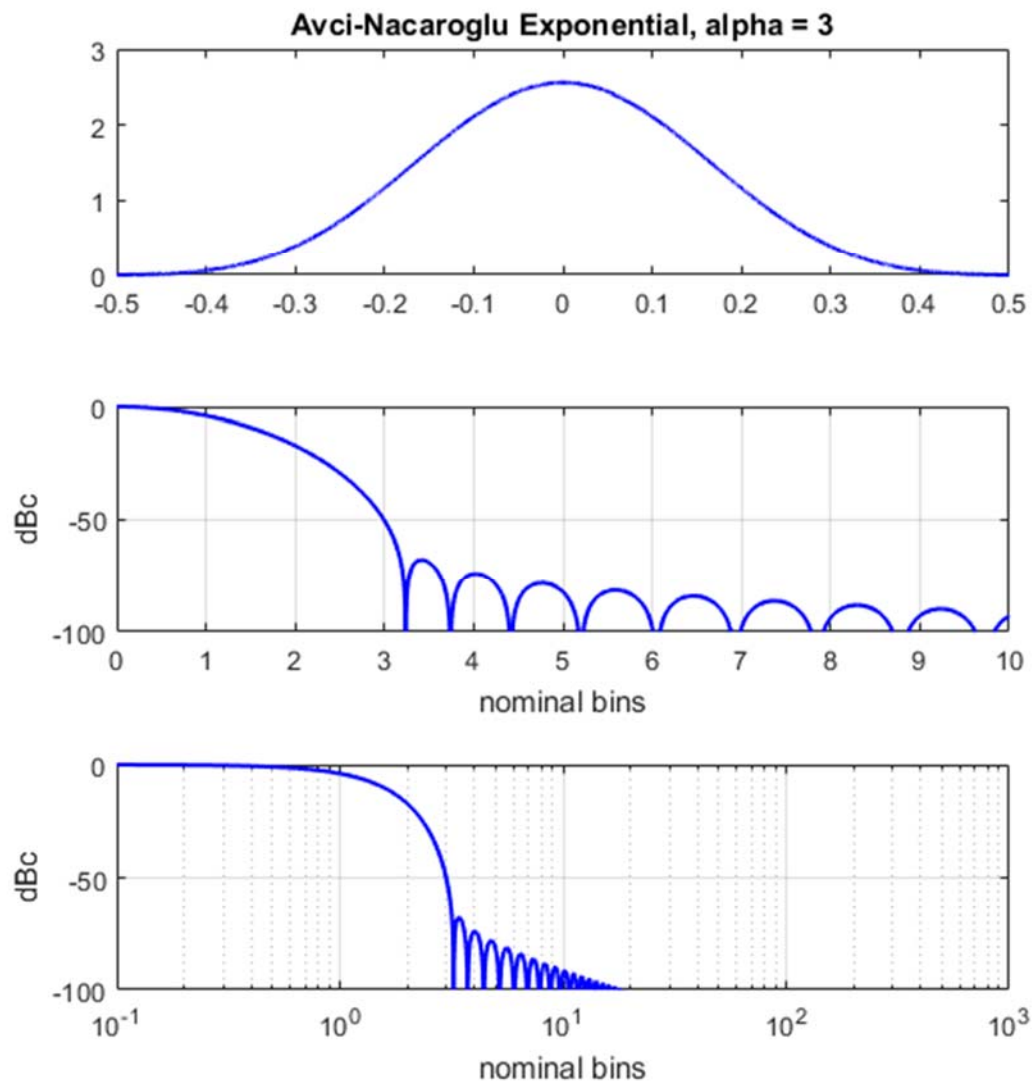 Avci-Nacaroglu Exponential, alpha = 3
3
2
1
0
-0.5 -0.4 -0.3 -0.2 -0.1 0 0.1 0.2 0.3 0.4 0.5
0
-50
-100
dBc
0 1 2 3 4 5 6 7 8 9 10
nominal bins
0
-50
-100
dBc
10^-1 10^0 10^1 10^2 10^3
nominal bins